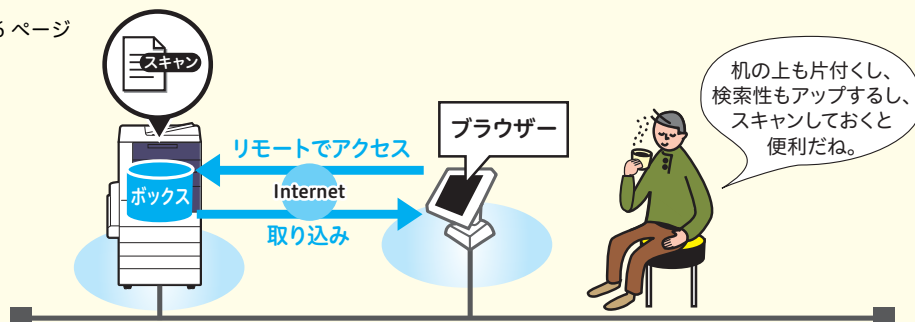 ページ
スキャン
ブラウザー
リモートでアクセス
ボックス
Internet
取り込み
机の上も片付くし、
検索性もアップするし、
スキャンしておくと
便利だね。